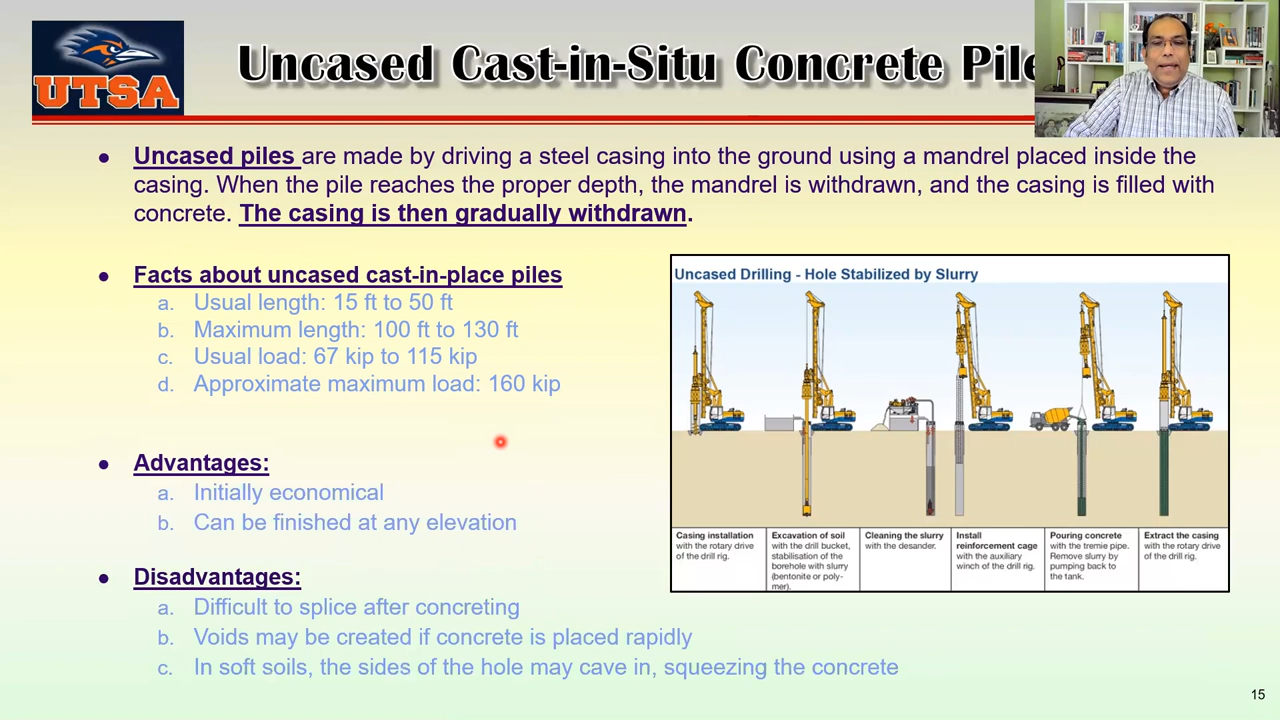 UTSA
Uncased Cast-in-Situ Concrete Pile
• Uncased piles are made by driving a steel casing into the ground using a mandrel placed inside the
casing. When the pile reaches the proper depth, the mandrel is withdrawn, and the casing is filled with
concrete. The casing is then gradually withdrawn.
• Facts about uncased cast-in-place piles
a. Usual length: 15 ft to 50 ft
b. Maximum length: 100 ft to 130 ft
c. Usual load: 67 kip to 115 kip
d. Approximate maximum load: 160 kip
• Advantages:
a. Initially economical
b. Can be finished at any elevation
• Disadvantages:
a. Difficult to splice after concreting
b. Voids may be created if concrete is placed rapidly
c. In soft soils, the sides of the hole may cave in, squeezing the concrete
Uncased Drilling - Hole Stabilized by Slurry
Casing installation
with the rotary drive
of the drill rig.
Excavation of soil
with the drill bucket,
stabilisation of the
borehole with slurry
(bentonite or poly-
mer).
Cleaning the slurry
with the desander.
Install
reinforcement cage
with the auxiliary
winch of the drill rig.
Pouring concrete
with the tremie pipe.
Remove slurry by
pumping back to
the tank.
Extract the casing
with the rotary drive
of the drill rig.
15